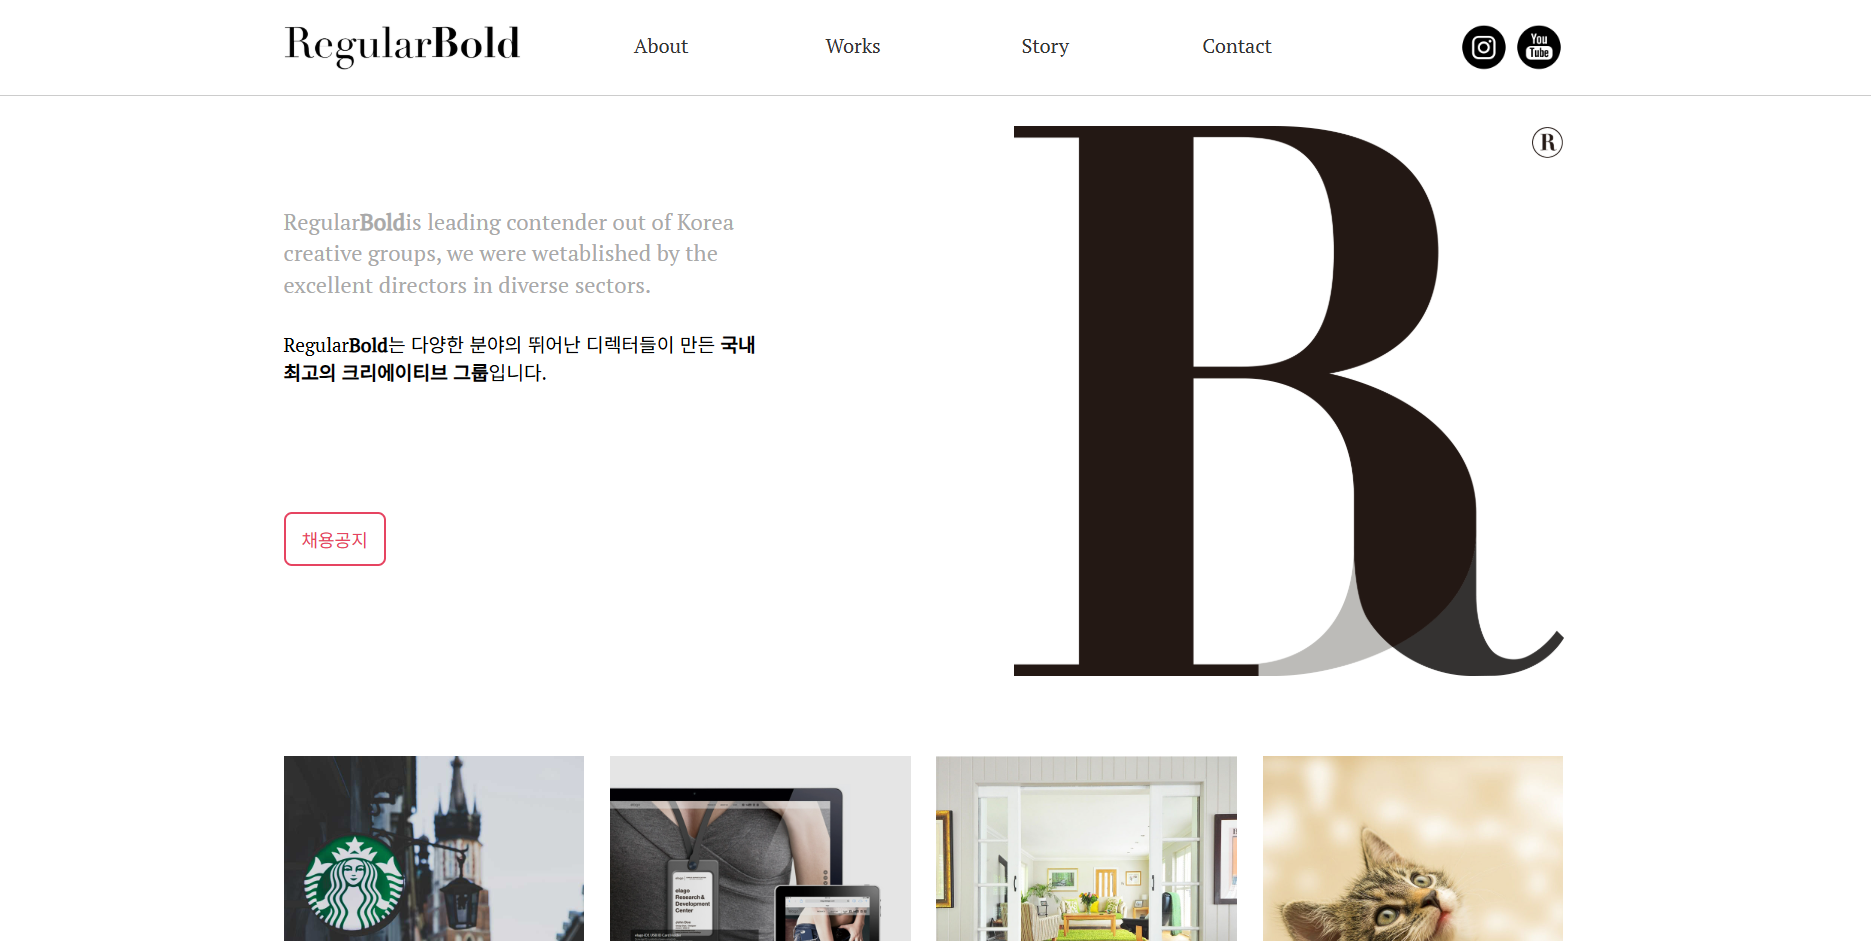 RegularBold
About
Works
Story
Contact
You
Tube
R
®
RegularBoldis leading contender out of Korea
creative groups, we were wetablished by the
excellent directors in diverse sectors.
RegularBold는 다양한 분야의 뛰어난 디렉터들이 만든 국내
최고의 크리에이티브 그룹입니다.
채용공지
elago
Research &
Development
Center